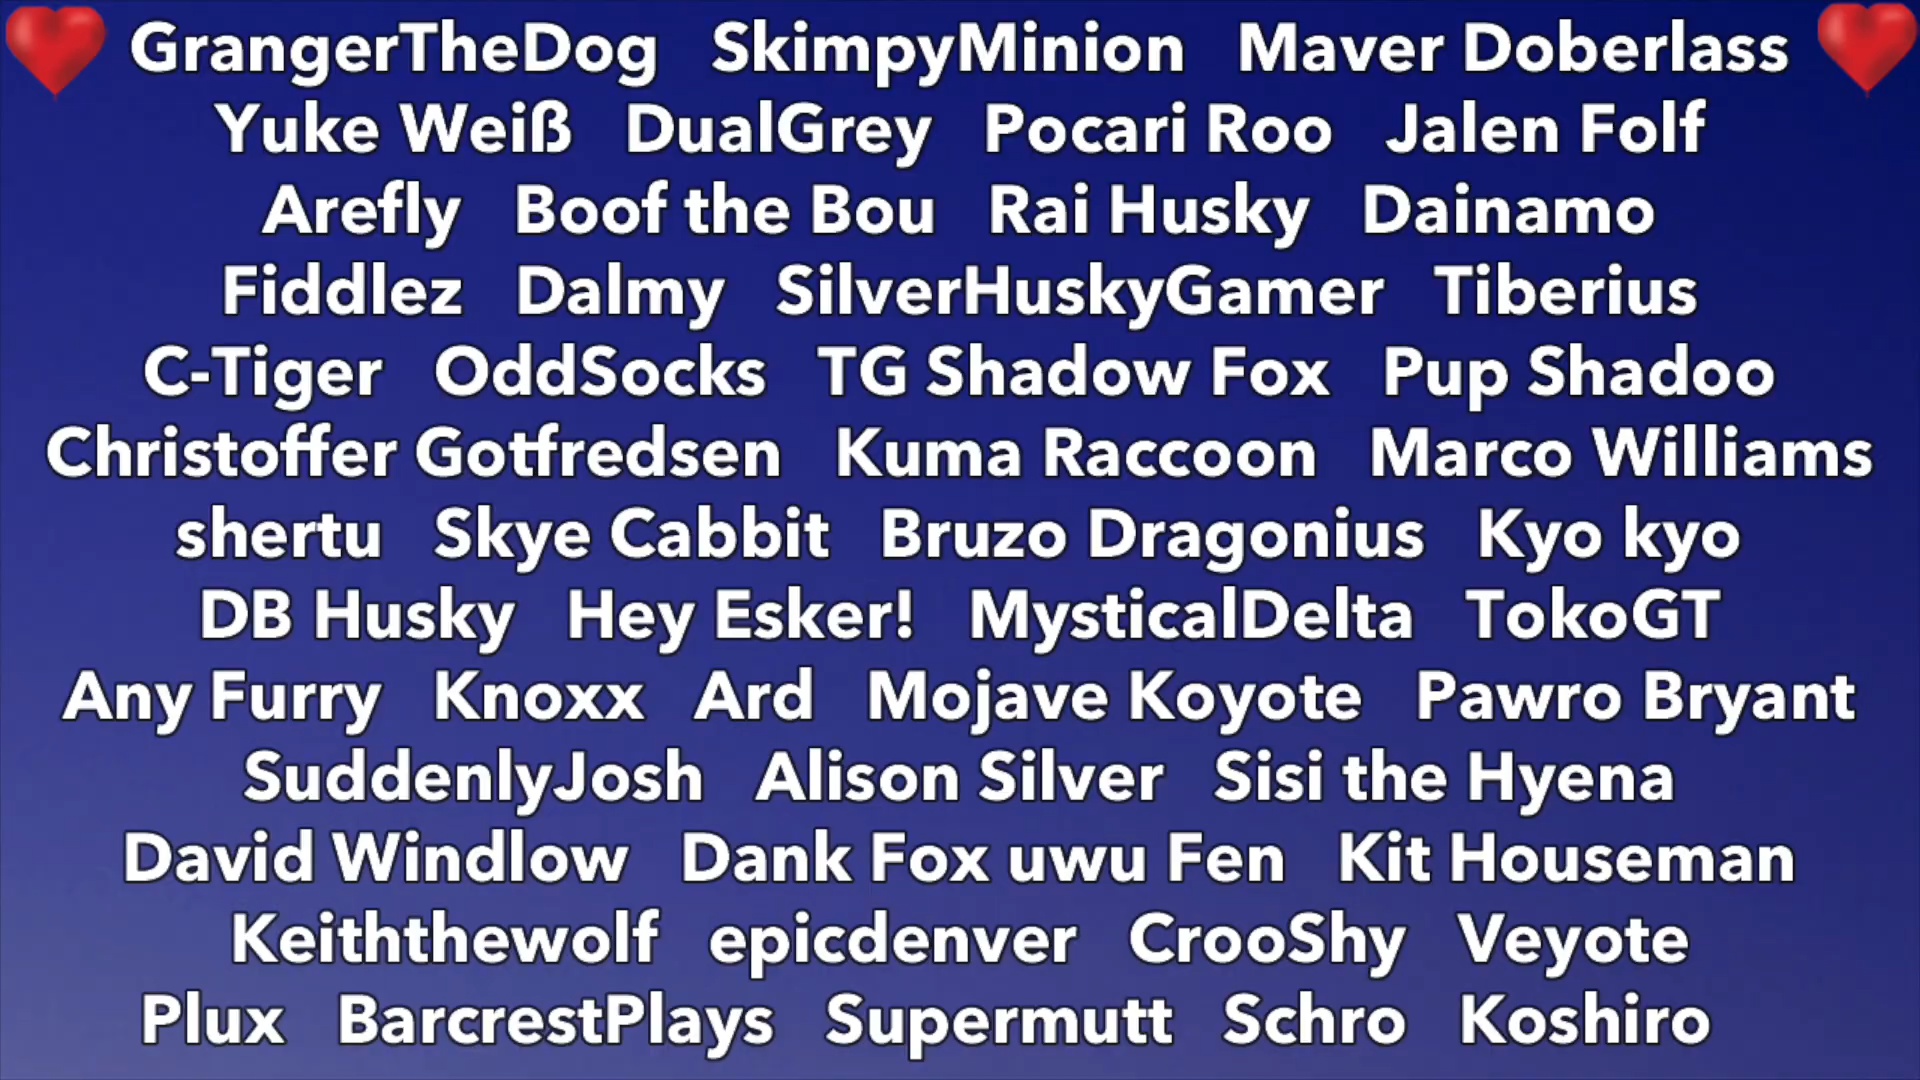 GrangerTheDog SkimpyMinion Maver Doberlass
Yuke Weiß DualGrey Pocari Roo Jalen Folf
Arefly Boof the Bou Rai Husky Dainamo
Fiddlez Dalmy SilverHuskyGamer Tiberius
C-Tiger OddSocks TG Shadow Fox Pup Shadoo
Christoffer Gotfredsen Kuma Raccoon Marco Williams
shertu Skye Cabbit Bruzo Dragonius Kyo kyo
DB Husky Hey Esker! MysticalDelta TokoGT
Any Furry Knoxx Ard Mojave Koyote Pawro Bryant
SuddenlyJosh Alison Silver Sisi the Hyena
David Windlow Dank Fox uwu Fen Kit Houseman
Keiththewolf epicdenver CrooShy Veyote
Plux BarcrestPlays Supermutt Schro Koshiro